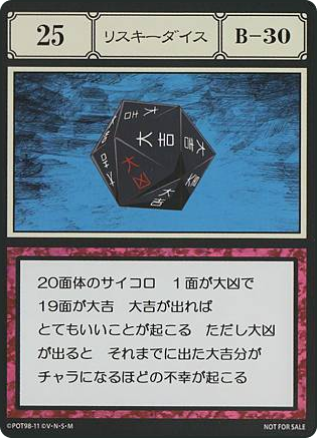 25
リスキーダイス
B-30
大吉
大吉
大吉
大凶
大吉
20面体のサイコロ 1面が大凶で
19面が大吉 大吉が出れば
とてもいいことが起こる ただし大凶
が出ると それまでに出た大吉分が
チャラになるほどの不幸が起こる
©POT98-11 ©V·N·S·M
NOT FOR SALE